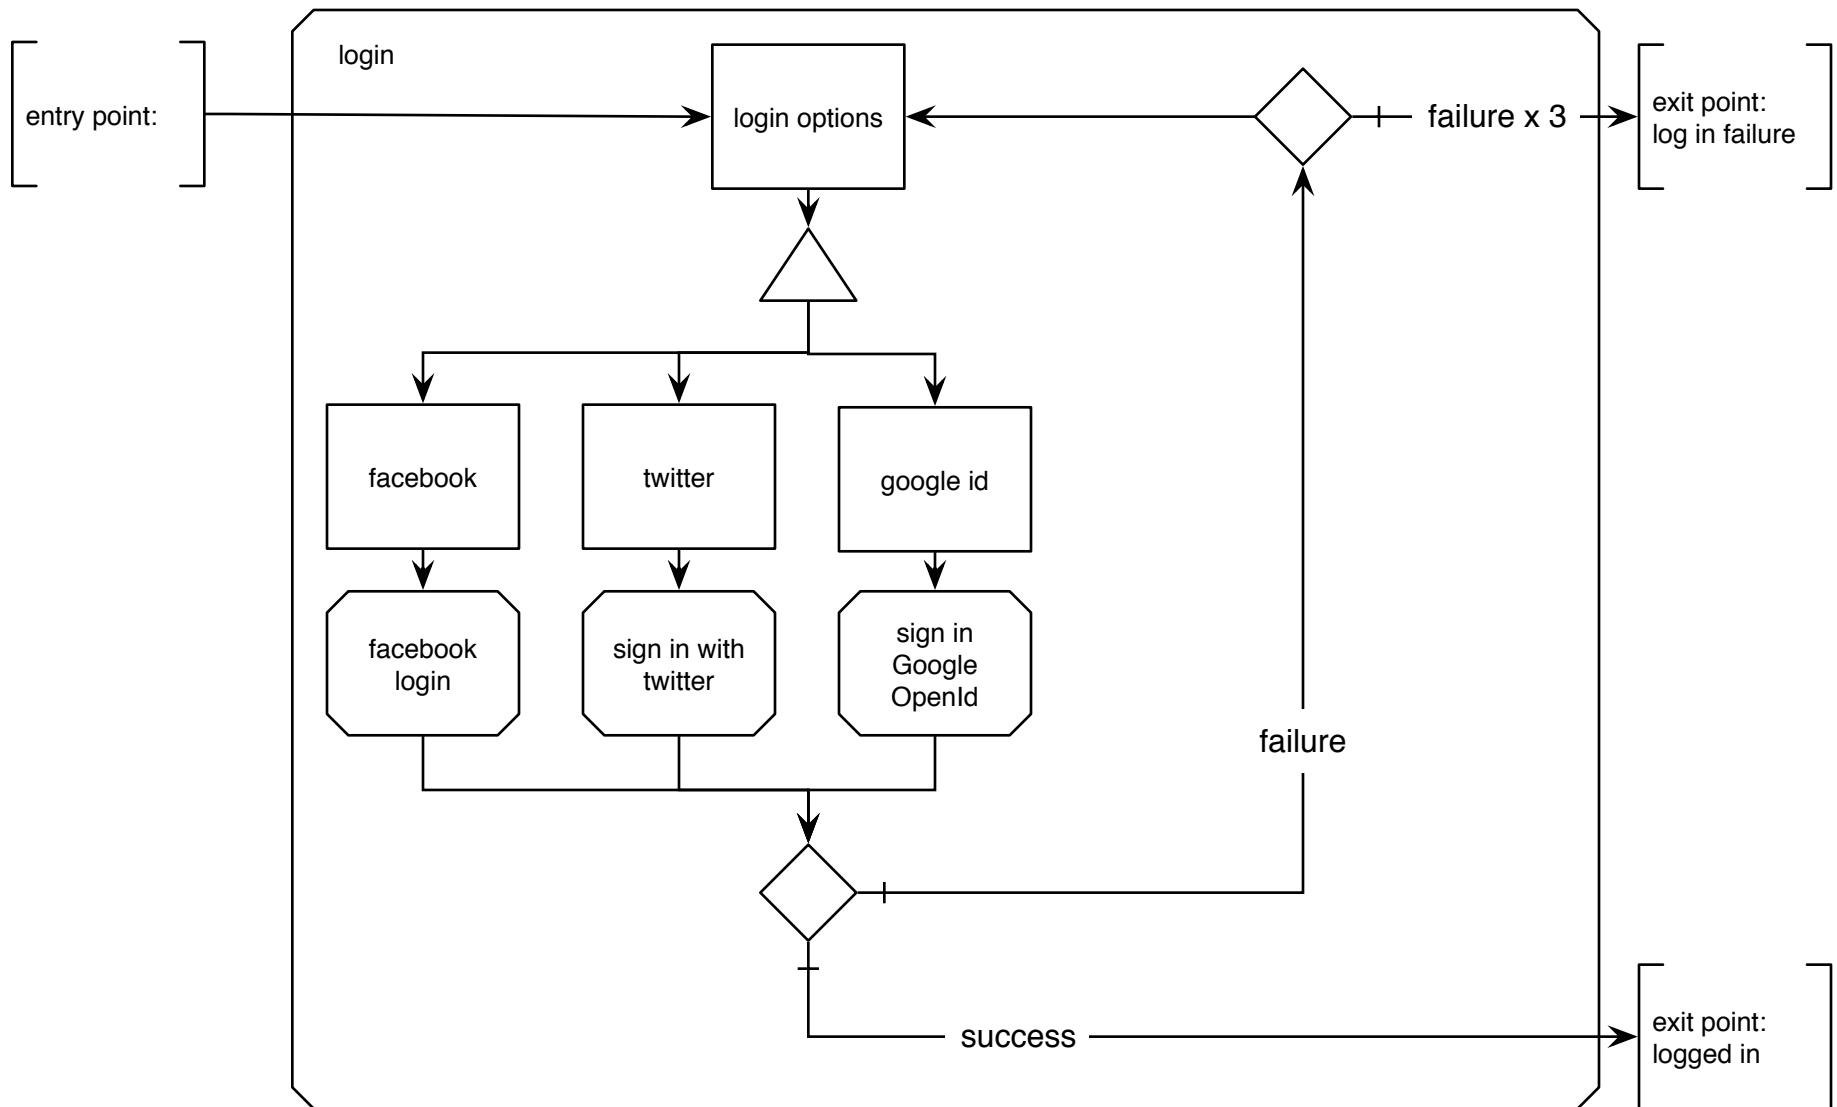 login
entry point:
login options
failure x 3
exit point:
log in failure
facebook
twitter
google id
facebook
login
sign in with
twitter
sign in
Google
OpenId
failure
success
exit point:
logged in